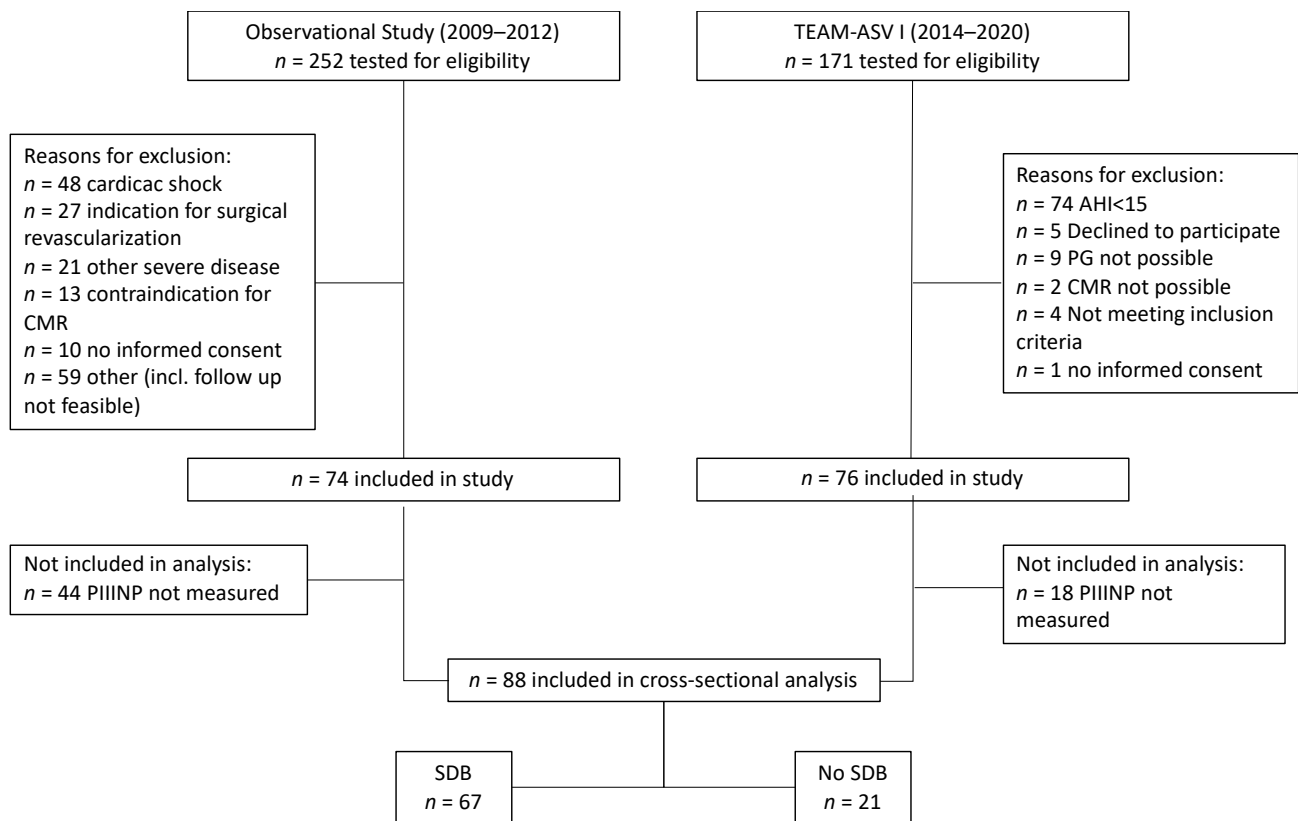 Observational Study (2009–2012)
n = 252 tested for eligibility
TEAM-ASV I (2014–2020)
n = 171 tested for eligibility
Reasons for exclusion:
n = 48 cardicac shock
n = 27 indication for surgical
revascularization
n = 21 other severe disease
n = 13 contraindication for
CMR
n = 10 no informed consent
n = 59 other (incl. follow up
not feasible)
Reasons for exclusion:
n = 74 AHI<15
n = 5 Declined to participate
n = 9 PG not possible
n = 2 CMR not possible
n = 4 Not meeting inclusion
criteria
n = 1 no informed consent
n = 74 included in study
n = 76 included in study
Not included in analysis:
n = 44 PIIINP not measured
Not included in analysis:
n = 18 PIIINP not
measured
n = 88 included in cross-sectional analysis
SDB
n = 67
No SDB
n = 21